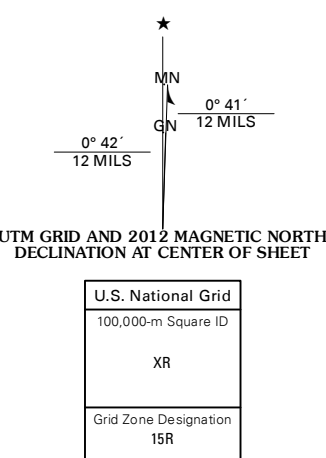 ★
MN
0° 41´
GN
12 MILS
0° 42´
12 MILS
UTM GRID AND 2012 MAGNETIC NORTH
DECLINATION AT CENTER OF SHEET
U.S. National Grid
100,000-m Square ID
XR
Grid Zone Designation
15R